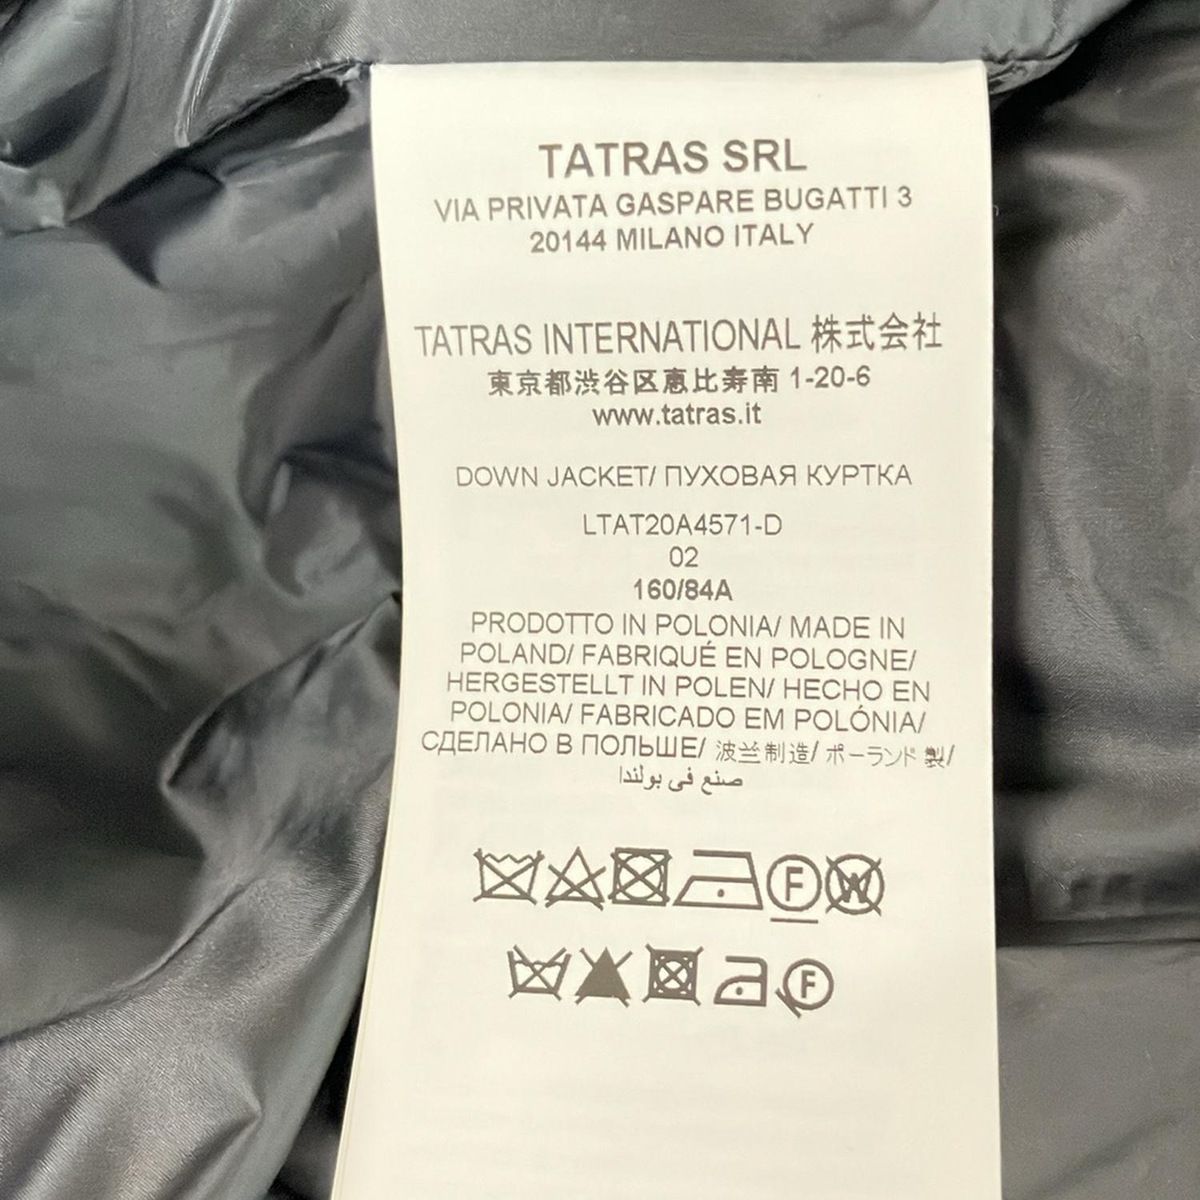 TATRAS SRL
VIA PRIVATA GASPARE BUGATTI 3
20144 MILANO ITALY
TATRAS INTERNATIONAL 株式会社
東京都渋谷区恵比寿南 1-20-6
www.tatras.it
DOWN JACKET/ ПУХОВАЯ КУРТКА
LTAT20A4571-D
02
160/84A
PRODOTTO IN POLONIA/ MADE IN
POLAND/ FABRIQUÉ EN POLOGNE/
HERGESTELLT IN POLEN/ HECHO EN
POLONIA/ FABRICADO EM POLÓNIA/
СДЕЛАНО В ПОЛЬШЕ/ 波兰制造/ ポーランド 製/
صنع في بولندا
F W
F